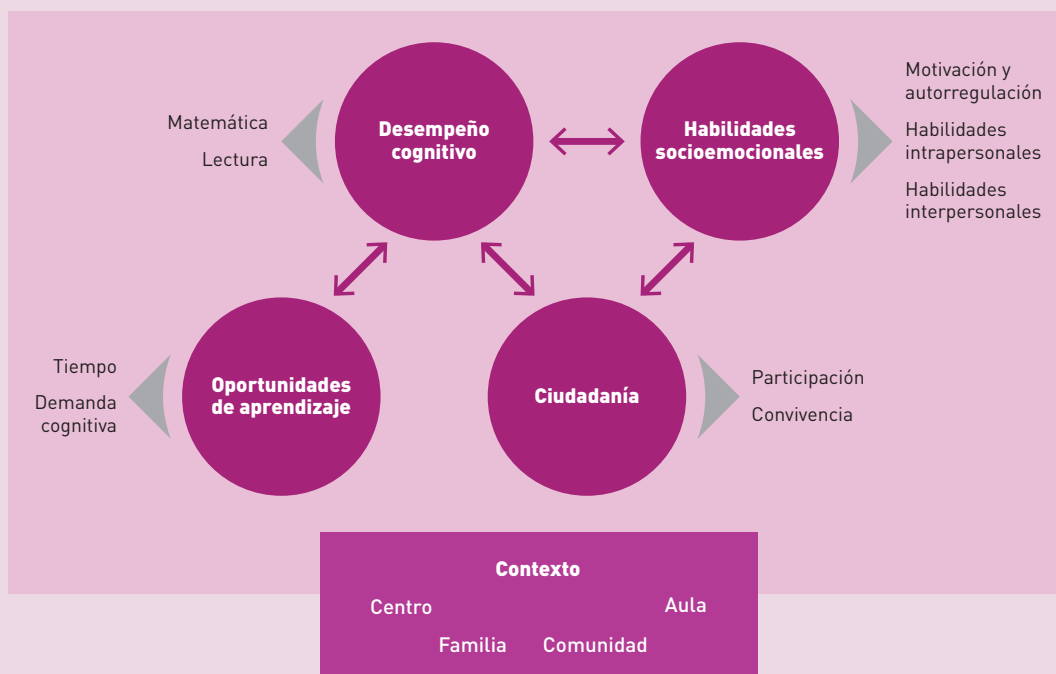 Matemática
Lectura
Desempeño
cognitivo
Habilidades
socioemocionales
Motivación y
autorregulación
Habilidades
intrapersonales
Habilidades
interpersonales
Tiempo
Demanda
cognitiva
Oportunidades
de aprendizaje
Ciudadanía
Participación
Convivencia
Contexto
Centro
Aula
Familia
Comunidad